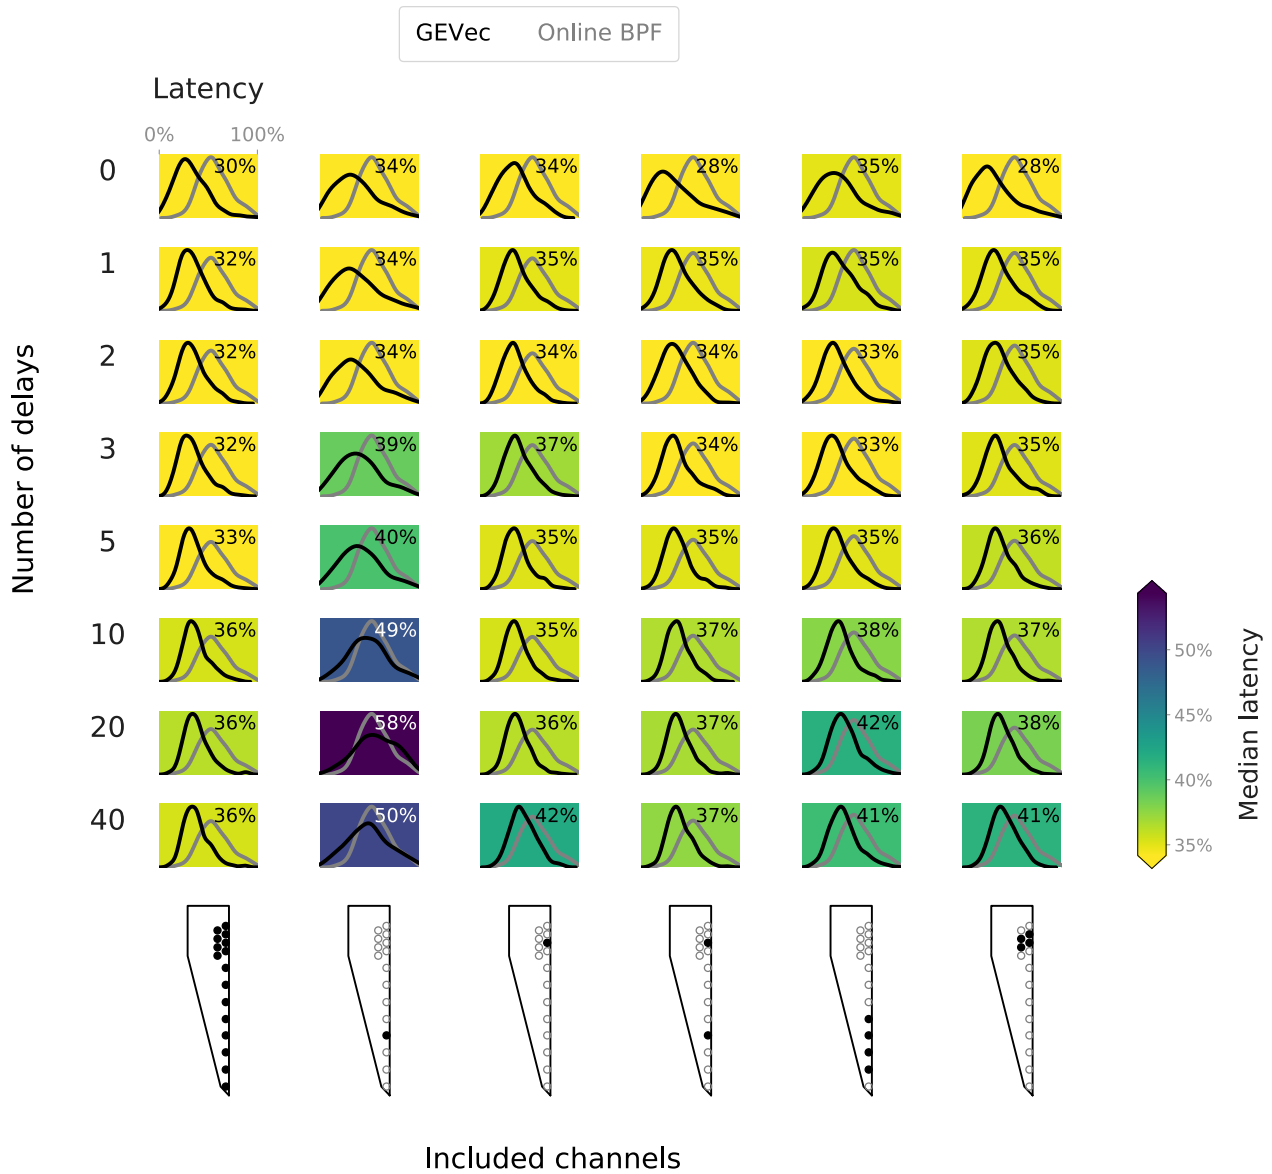 GEVec Online BPF
Latency
0% 100%
0 30% 34% 34% 28% 35% 28%
1 32% 34% 35% 35% 35% 35%
2 32% 34% 34% 34% 33% 35%
3 32% 39% 37% 34% 33% 35%
5 33% 40% 35% 35% 35% 36%
10 36% 49% 35% 37% 38% 37%
20 36% 58% 36% 37% 42% 38%
40 36% 50% 42% 37% 41% 41%
Number of delays
50%
45%
40%
35%
Median latency
Included channels